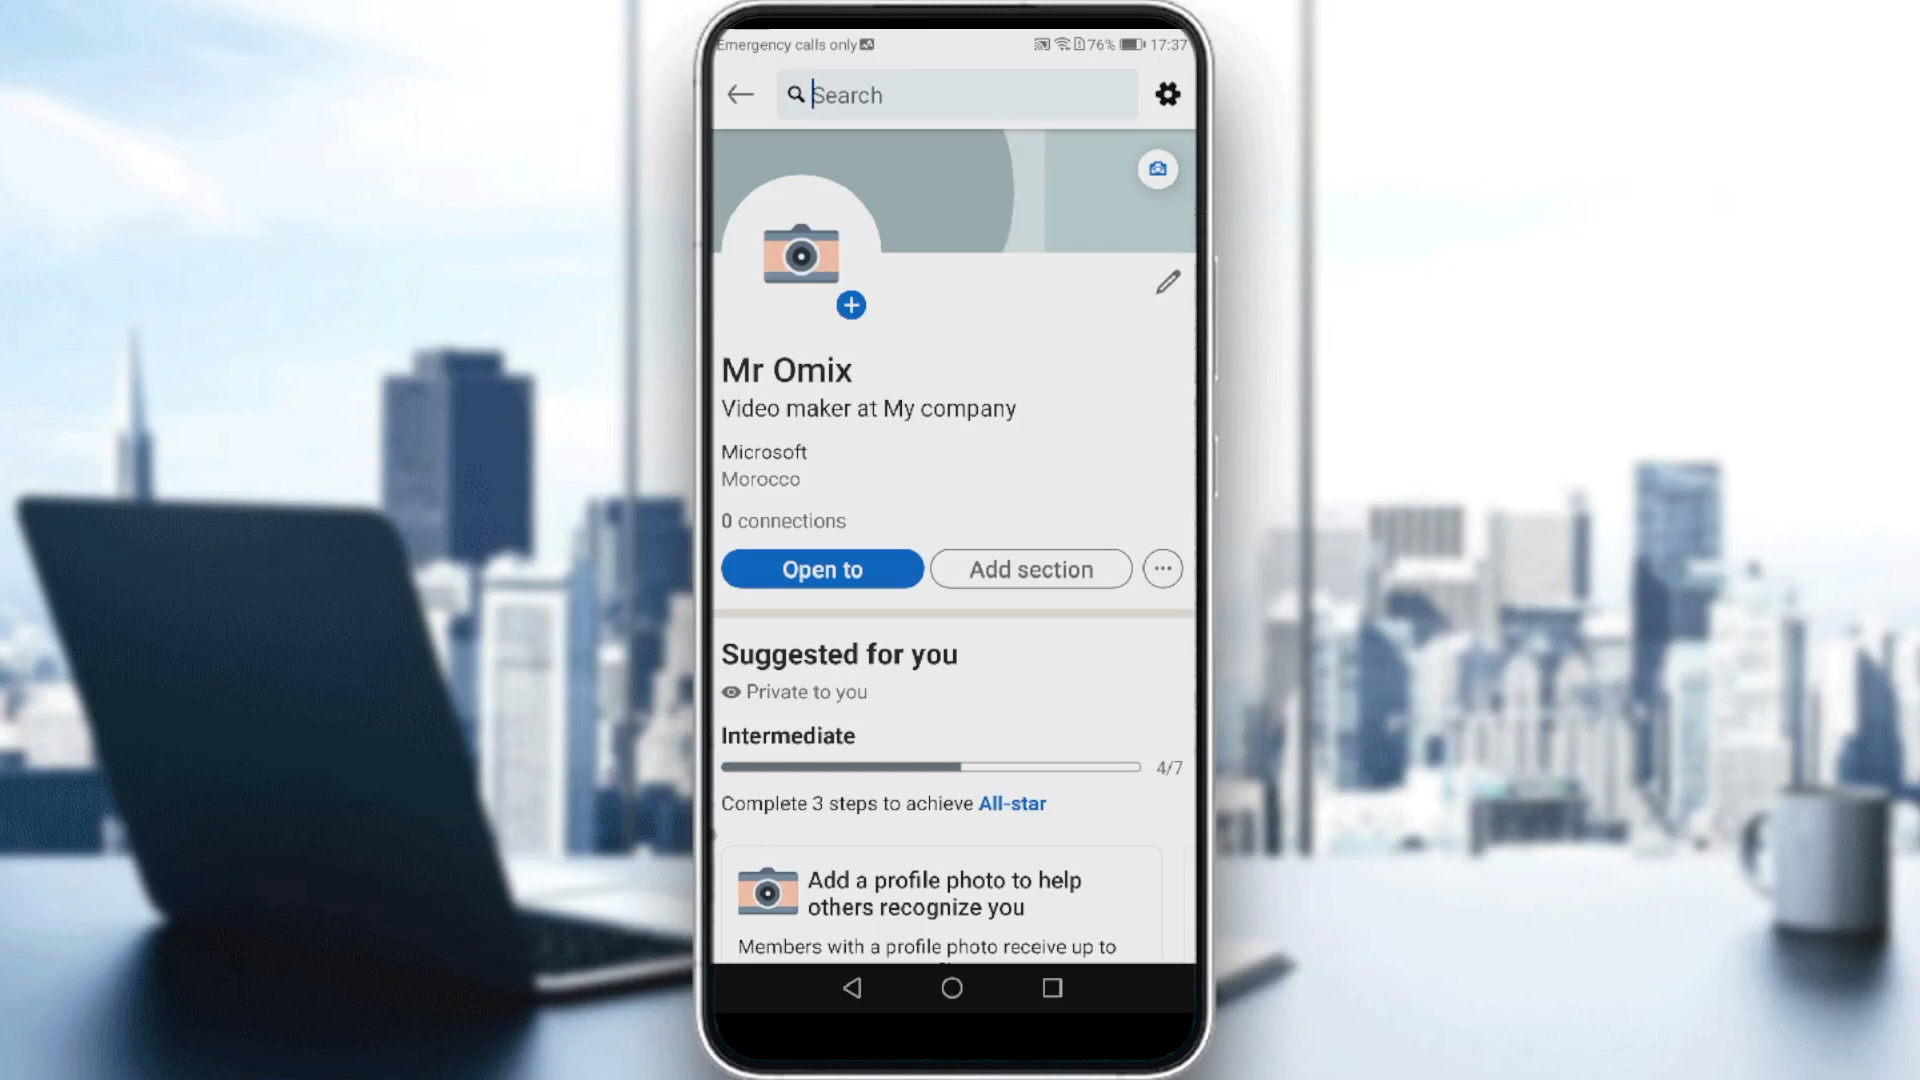 Emergency calls only 76% 17:37
Search
Mr Omix
Video maker at My company
Microsoft
Morocco
0 connections
Open to Add section
Suggested for you
Private to you
Intermediate
4/7
Complete 3 steps to achieve All-star
Add a profile photo to help
others recognize you
Members with a profile photo receive up to